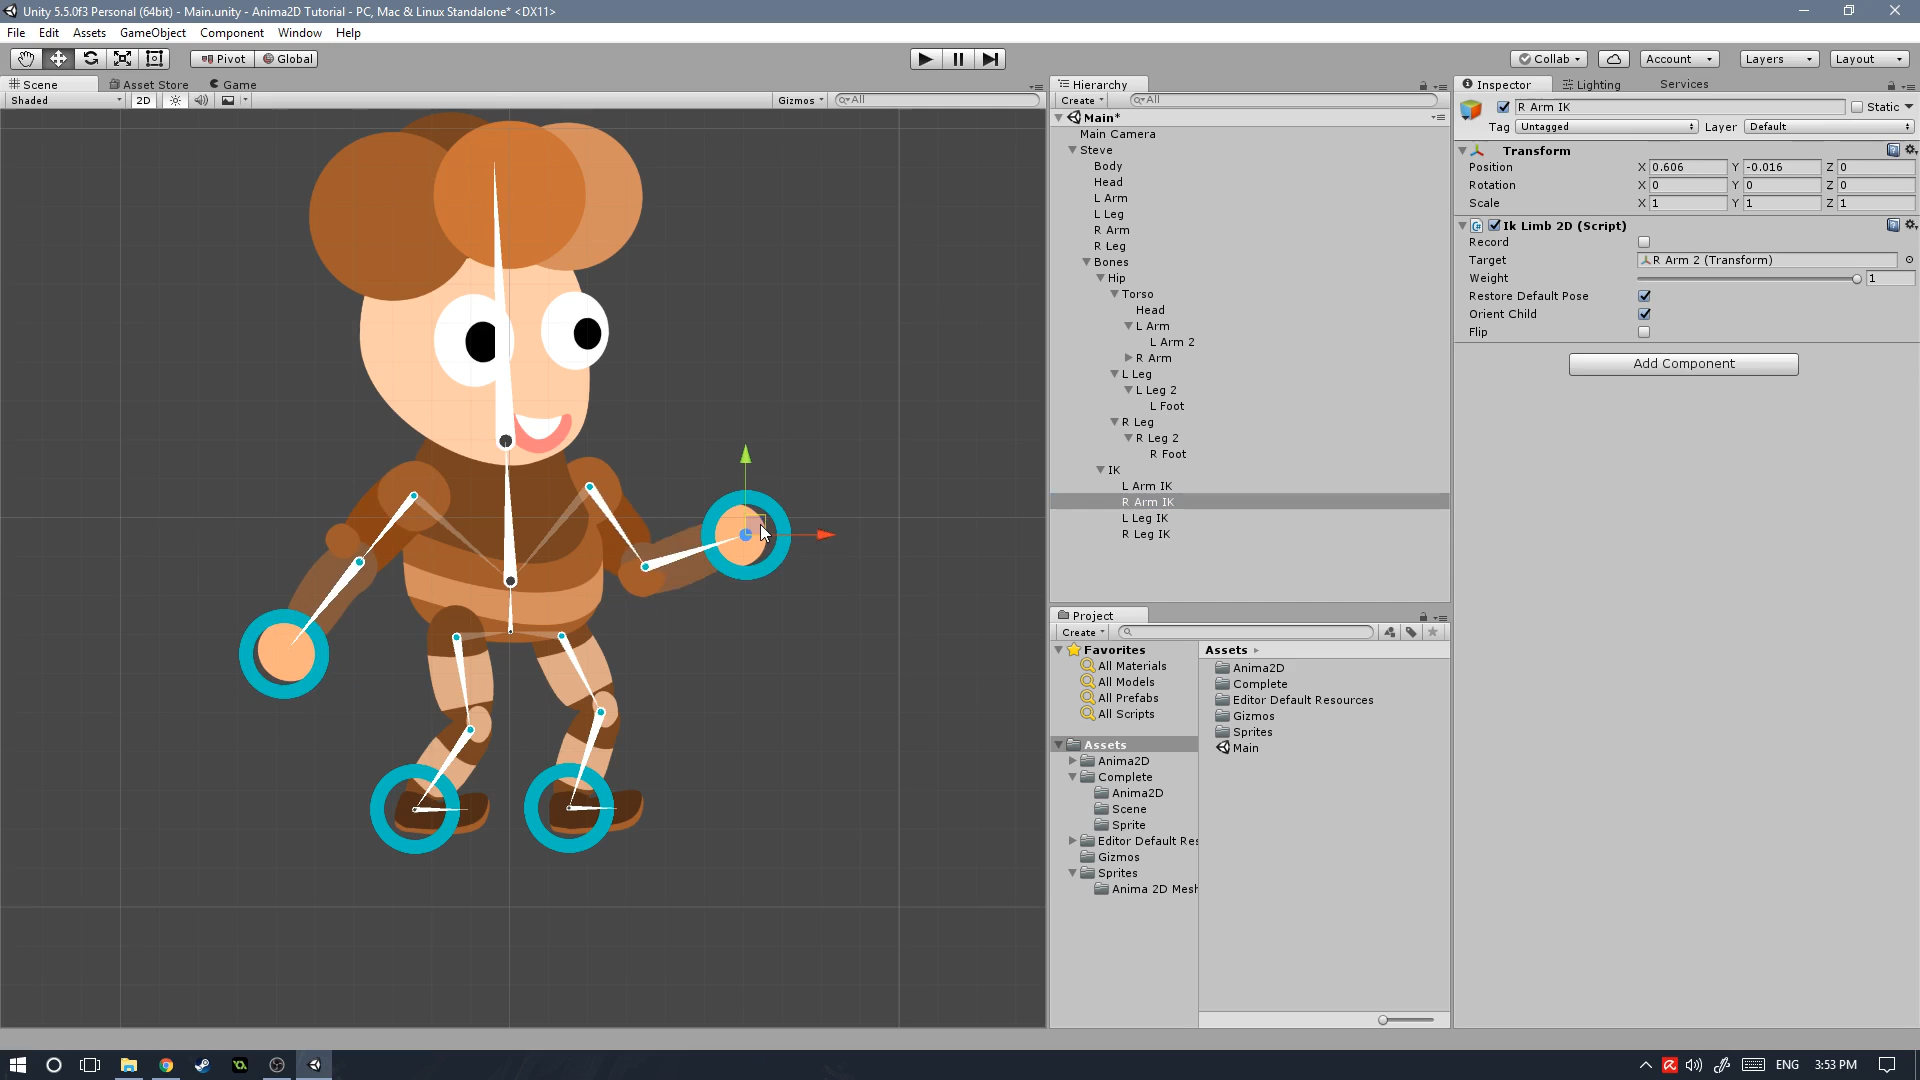 Unity 5.5.0f3 Personal (64bit) - Main.unity - Anima2D Tutorial - PC, Mac & Linux Standalone* <DX11>
File Edit Assets GameObject Component Window Help
Pivot Global Collab Account Layers Layout
Scene Asset Store Game
Shaded 2D Gizmos All
Hierarchy
Create All
Main*
Main Camera
Steve
Body
Head
L Arm
L Leg
R Arm
R Leg
Bones
Hip
Torso
Head
L Arm
L Arm 2
R Arm
L Leg
L Leg 2
L Foot
R Leg
R Leg 2
R Foot
IK
L Arm IK
R Arm IK
L Leg IK
R Leg IK
Project
Create
Favorites
All Materials
All Models
All Prefabs
All Scripts
Assets
Anima2D
Complete
Anima2D
Scene
Sprite
Editor Default Res
Gizmos
Sprites
Anima 2D Mesh
Assets
Anima2D
Complete
Editor Default Resources
Gizmos
Sprites
Main
Inspector Lighting Services
R Arm IK Static
Tag Untagged Layer Default
Transform
Position X 0.606 Y -0.016 Z 0
Rotation X 0 Y 0 Z 0
Scale X 1 Y 1 Z 1
Ik Limb 2D (Script)
Record
Target R Arm 2 (Transform)
Weight 1
Restore Default Pose
Orient Child
Flip
Add Component
ENG 3:53 PM